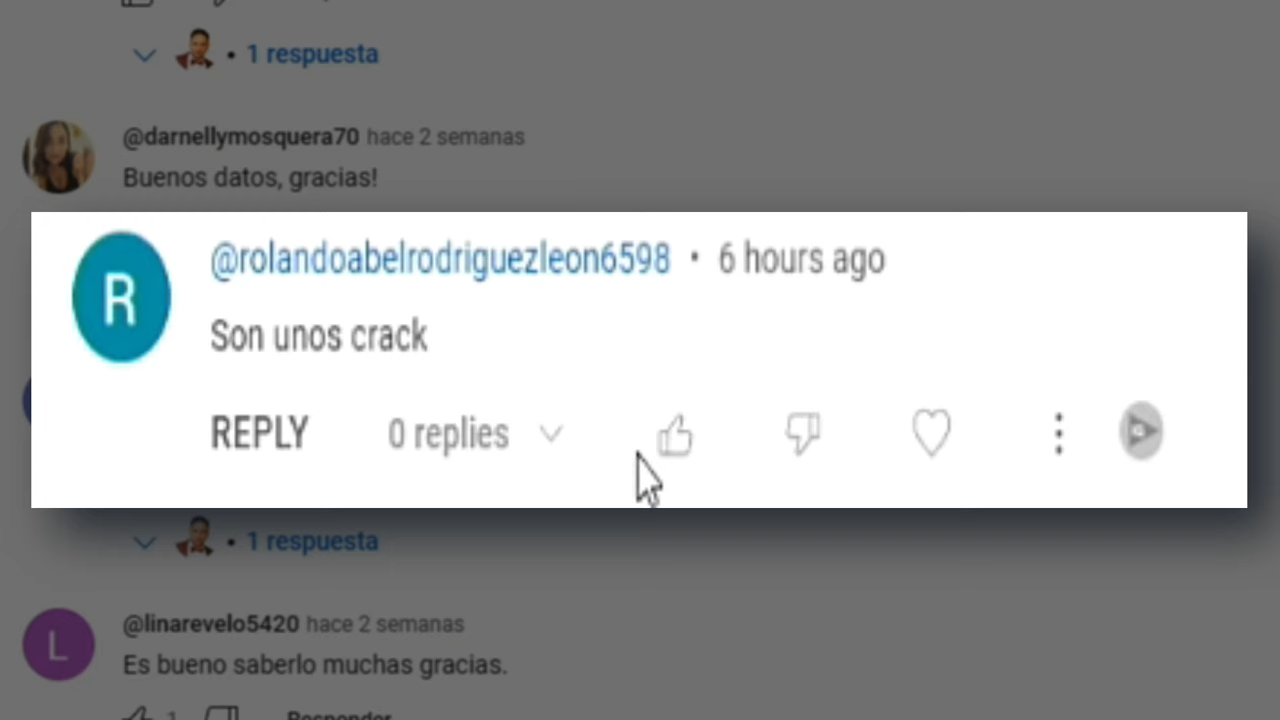 • 1 respuesta
@darnellymosquera70 hace 2 semanas
Buenos datos, gracias!
R
@rolandoabelrodriguezleon6598 • 6 hours ago
Son unos crack
REPLY 0 replies
• 1 respuesta
L
@linarevelo5420 hace 2 semanas
Es bueno saberlo muchas gracias.
1 Responder